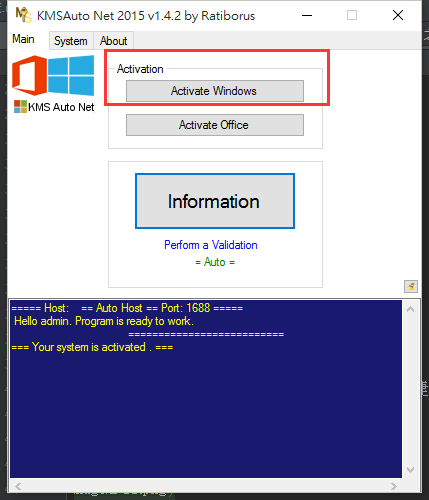 KMSAuto Net 2015 v1.4.2 by Ratiborus
Main System About
KMS Auto Net
Activation
Activate Windows
Activate Office
Information
Perform a Validation
= Auto =
===== Host: == Auto Host == Port: 1688 =====
Hello admin. Program is ready to work.
==========================
=== Your system is activated . ===